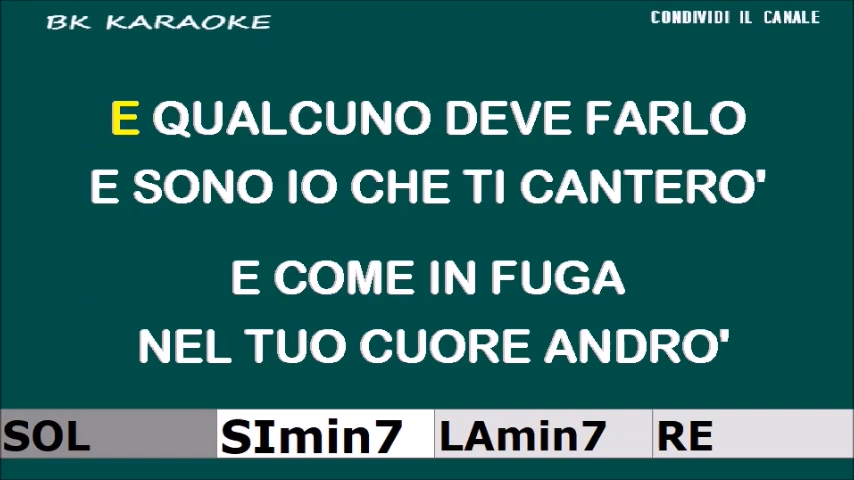 BK KARAOKE
CONDIVIDI IL CANALE
E QUALCUNO DEVE FARLO
E SONO IO CHE TI CANTERO'
E COME IN FUGA
NEL TUO CUORE ANDRO'
SOL SImin7 LAmin7 RE